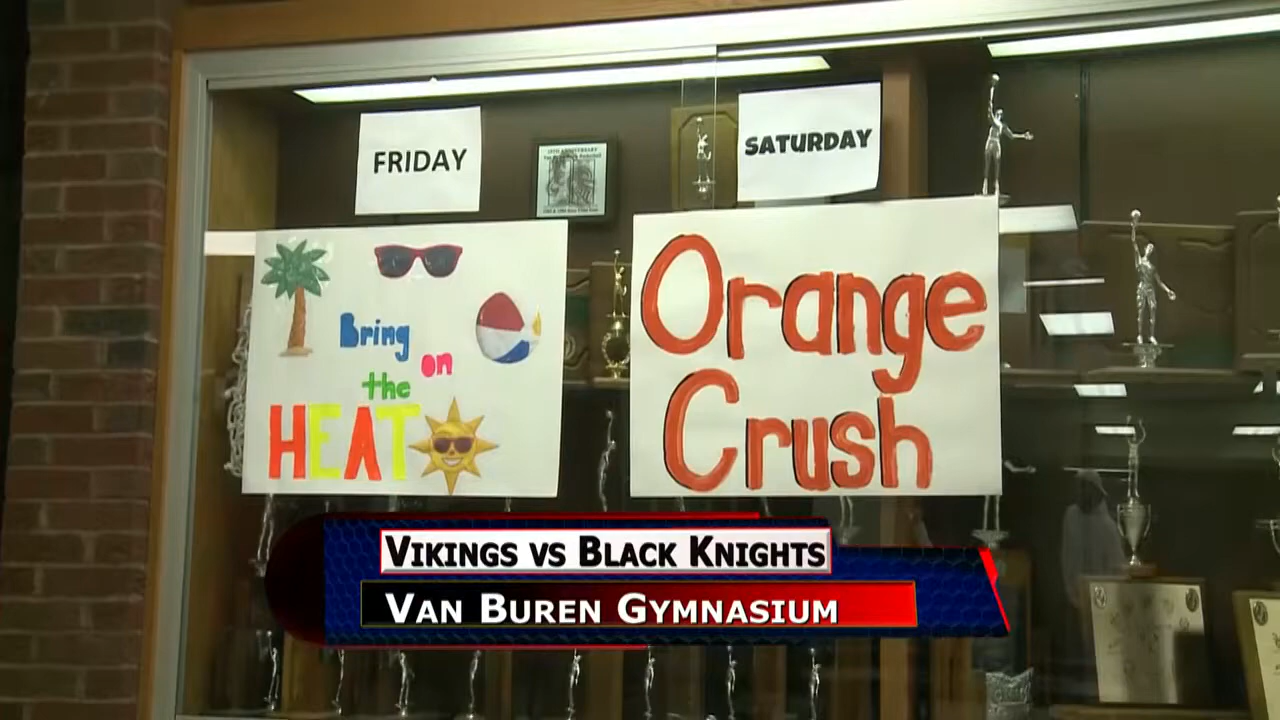 FRIDAY
SATURDAY
Bring
on
the
HEAT
Orange
Crush
VIKINGS VS BLACK KNIGHTS
VAN BUREN GYMNASIUM